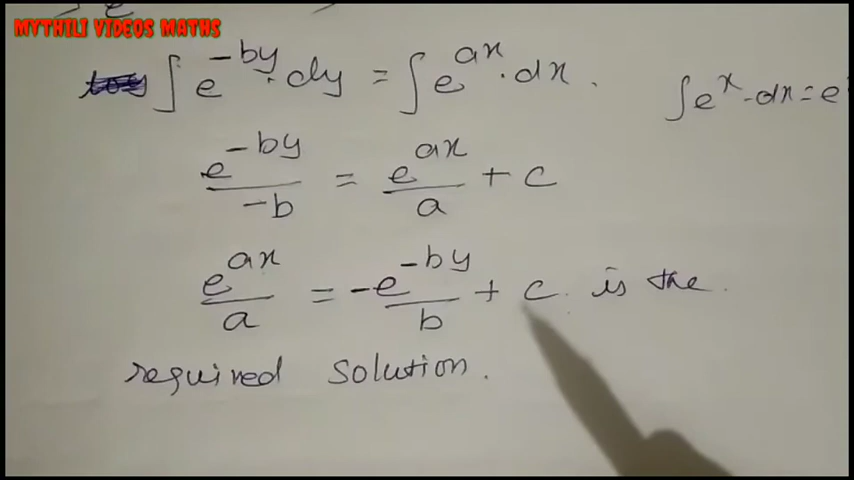 MYTHILI VIDEOS MATHS
∫ e^{-by} . dy = ∫ e^{ax} . dx .
∫ e^x - dx = e
e^{-by}/-b = e^{ax}/a + c
e^{ax}/a = -e^{-by}/b + c . is the .
required solution .